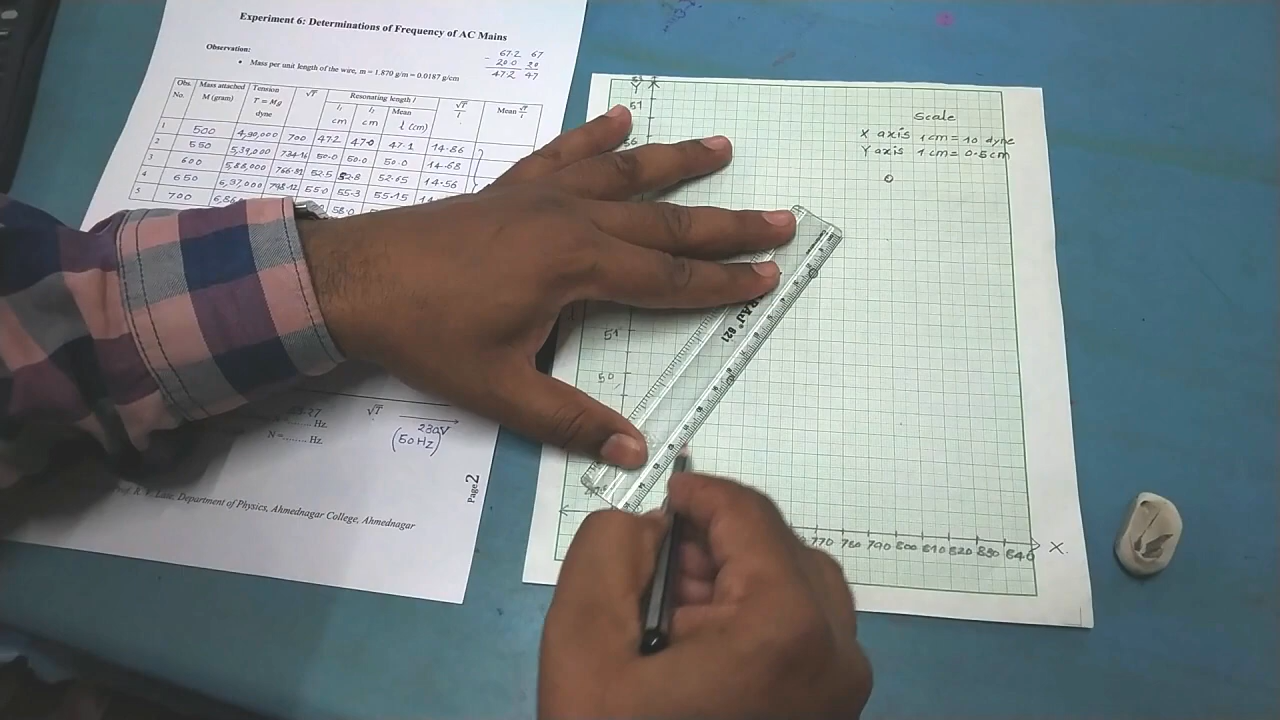 Experiment 6: Determinations of Frequency of AC Mains
67.2 67
- 20.0 20
47.2 47
Observation:
• Mass per unit length of the wire, m = 1.870 g/m = 0.0187 g/cm
Obs. No. Mass attached M (gram) Tension T = Mg dyne √T Resonating length l √T/l Mean √T/l
l₁ cm cm Mean l (cm)
1 500 4,90,000 700 47.2 47.0 47.1 14.86
2 550 5,39,000 734.16 50.0 50.0 50.0 14.68
3 600 5,88,000 766.81 52.5 52.8 52.65 14.56
4 650 6,37,000 798.12 55.0 55.3 55.15
5 700 58.0
Hz.
N =........ Hz.
√T
230V
(50 Hz)
Page 2
Department of Physics, Ahmednagar College, Ahmednagar
Y
51
56
51
50
Scale
X axis 1 cm = 10 dyne
Y axis 1 cm = 0.5 cm
770 780 790 800 810 820 830 840 X.
621